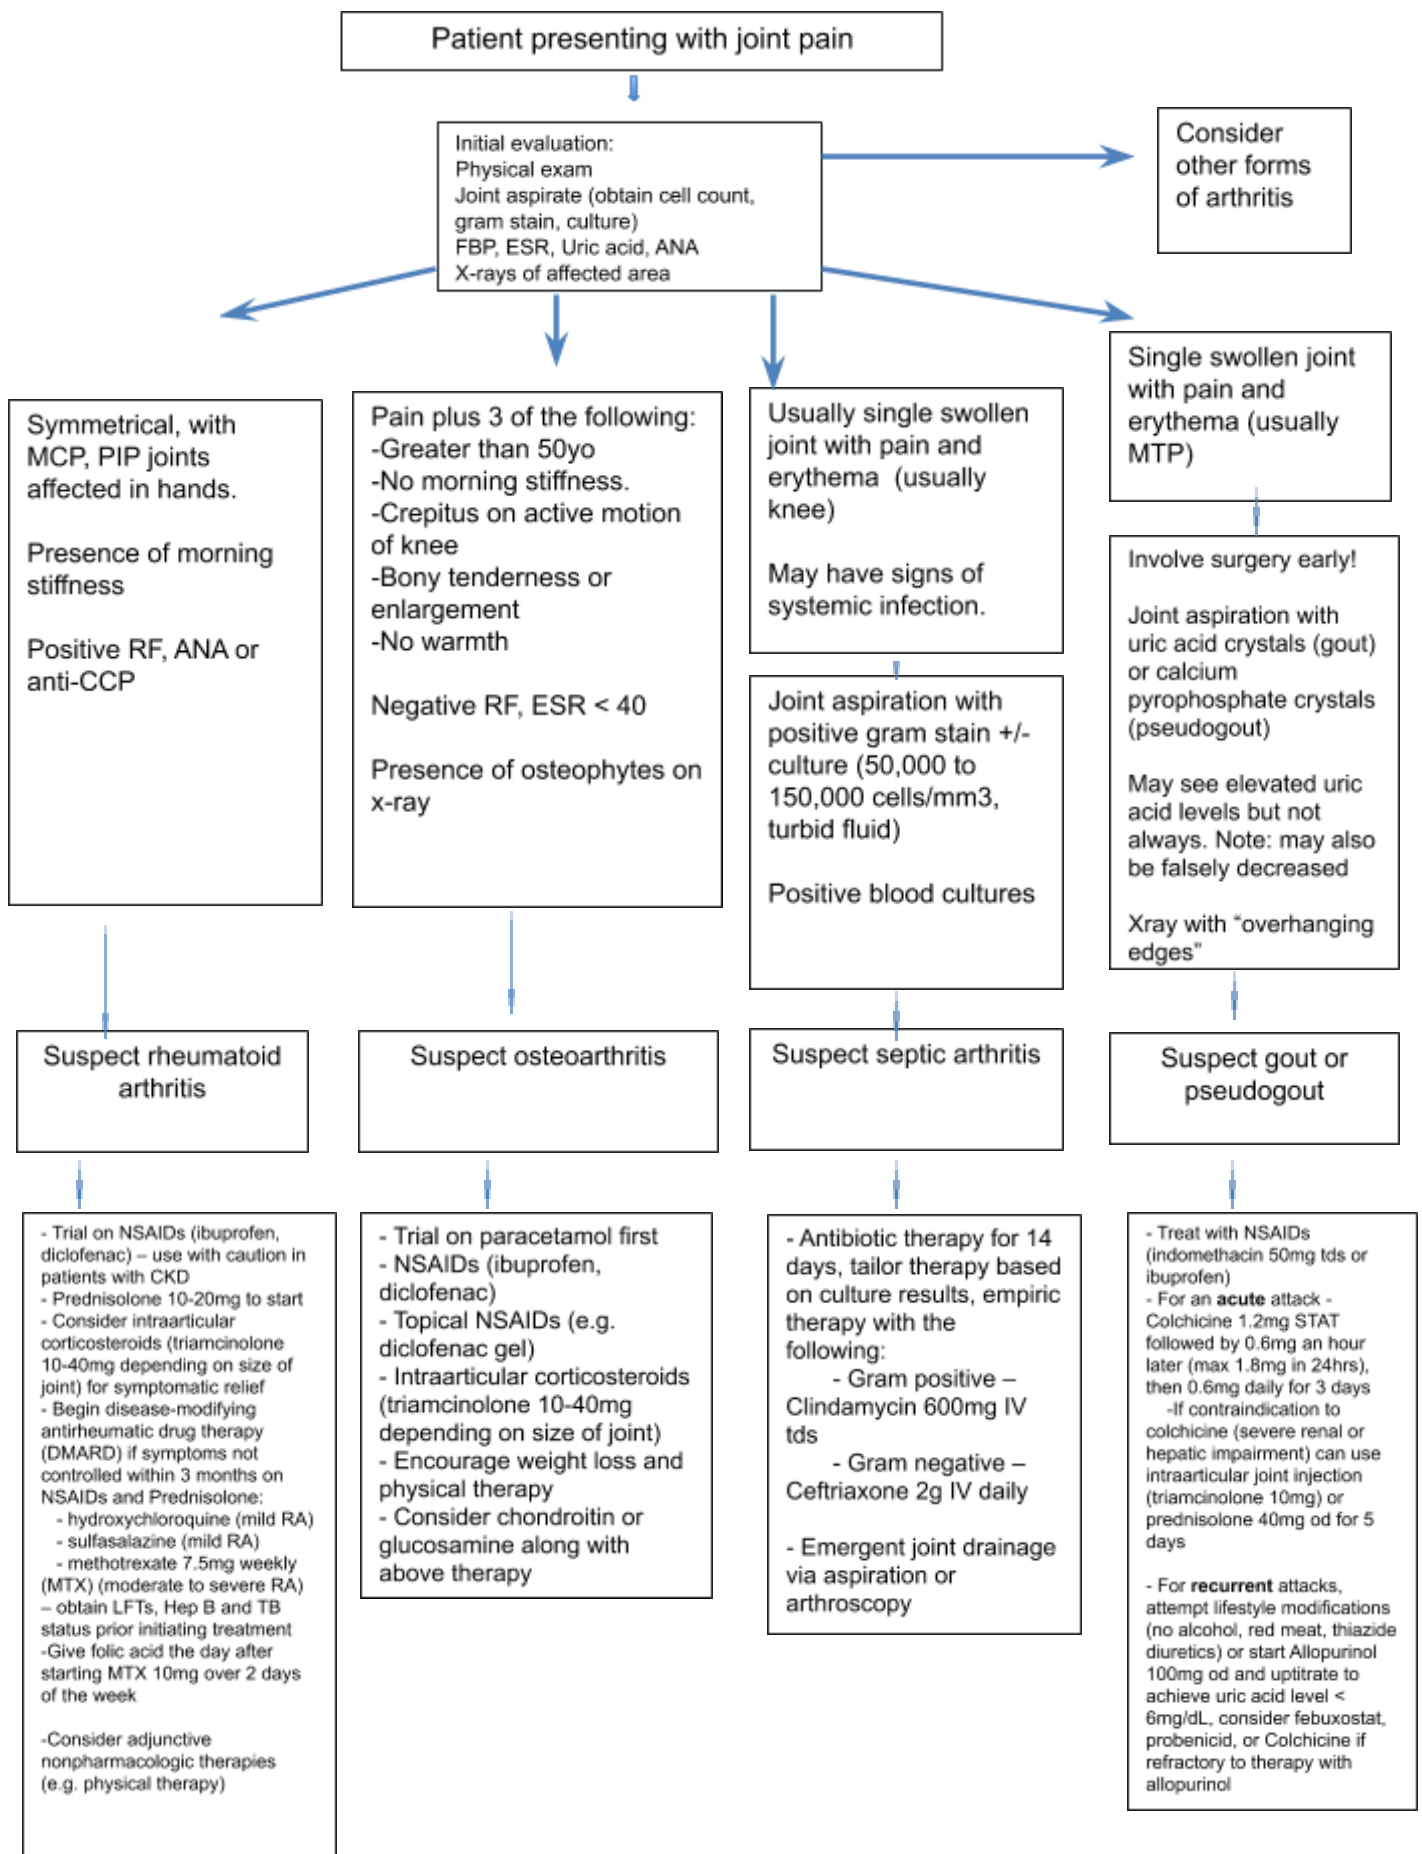 Patient presenting with joint pain
Initial evaluation:
Physical exam
Joint aspirate (obtain cell count,
gram stain, culture)
FBP, ESR, Uric acid, ANA
X-rays of affected area
Consider
other forms
of arthritis
Symmetrical, with
MCP, PIP joints
affected in hands.
Presence of morning
stiffness
Positive RF, ANA or
anti-CCP
Pain plus 3 of the following:
-Greater than 50yo
-No morning stiffness.
-Crepitus on active motion
of knee
-Bony tenderness or
enlargement
-No warmth
Negative RF, ESR < 40
Presence of osteophytes on
x-ray
Usually single swollen
joint with pain and
erythema (usually
knee)
May have signs of
systemic infection.
Joint aspiration with
positive gram stain +/-
culture (50,000 to
150,000 cells/mm3,
turbid fluid)
Positive blood cultures
Single swollen joint
with pain and
erythema (usually
MTP)
Involve surgery early!
Joint aspiration with
uric acid crystals (gout)
or calcium
pyrophosphate crystals
(pseudogout)
May see elevated uric
acid levels but not
always. Note: may also
be falsely decreased
Xray with “overhanging
edges”
Suspect rheumatoid
arthritis
Suspect osteoarthritis
Suspect septic arthritis
Suspect gout or
pseudogout
- Trial on NSAIDs (ibuprofen,
diclofenac) – use with caution in
patients with CKD
- Prednisolone 10-20mg to start
- Consider intraarticular
corticosteroids (triamcinolone
10-40mg depending on size of
joint) for symptomatic relief
- Begin disease-modifying
antirheumatic drug therapy
(DMARD) if symptoms not
controlled within 3 months on
NSAIDs and Prednisolone:
- hydroxychloroquine (mild RA)
- sulfasalazine (mild RA)
- methotrexate 7.5mg weekly
(MTX) (moderate to severe RA)
– obtain LFTs, Hep B and TB
status prior initiating treatment
-Give folic acid the day after
starting MTX 10mg over 2 days
of the week
-Consider adjunctive
nonpharmacologic therapies
(e.g. physical therapy)
- Trial on paracetamol first
- NSAIDs (ibuprofen,
diclofenac)
- Topical NSAIDs (e.g.
diclofenac gel)
- Intraarticular corticosteroids
(triamcinolone 10-40mg
depending on size of joint)
- Encourage weight loss and
physical therapy
- Consider chondroitin or
glucosamine along with
above therapy
- Antibiotic therapy for 14
days, tailor therapy based
on culture results, empiric
therapy with the
following:
- Gram positive –
Clindamycin 600mg IV
tds
- Gram negative –
Ceftriaxone 2g IV daily
- Emergent joint drainage
via aspiration or
arthroscopy
- Treat with NSAIDs
(indomethacin 50mg tds or
ibuprofen)
- For an acute attack -
Colchicine 1.2mg STAT
followed by 0.6mg an hour
later (max 1.8mg in 24hrs),
then 0.6mg daily for 3 days
-If contraindication to
colchicine (severe renal or
hepatic impairment) can use
intraarticular joint injection
(triamcinolone 10mg) or
prednisolone 40mg od for 5
days
- For recurrent attacks,
attempt lifestyle modifications
(no alcohol, red meat, thiazide
diuretics) or start Allopurinol
100mg od and uptitrate to
achieve uric acid level <
6mg/dL, consider febuxostat,
probenicid, or Colchicine if
refractory to therapy with
allopurinol